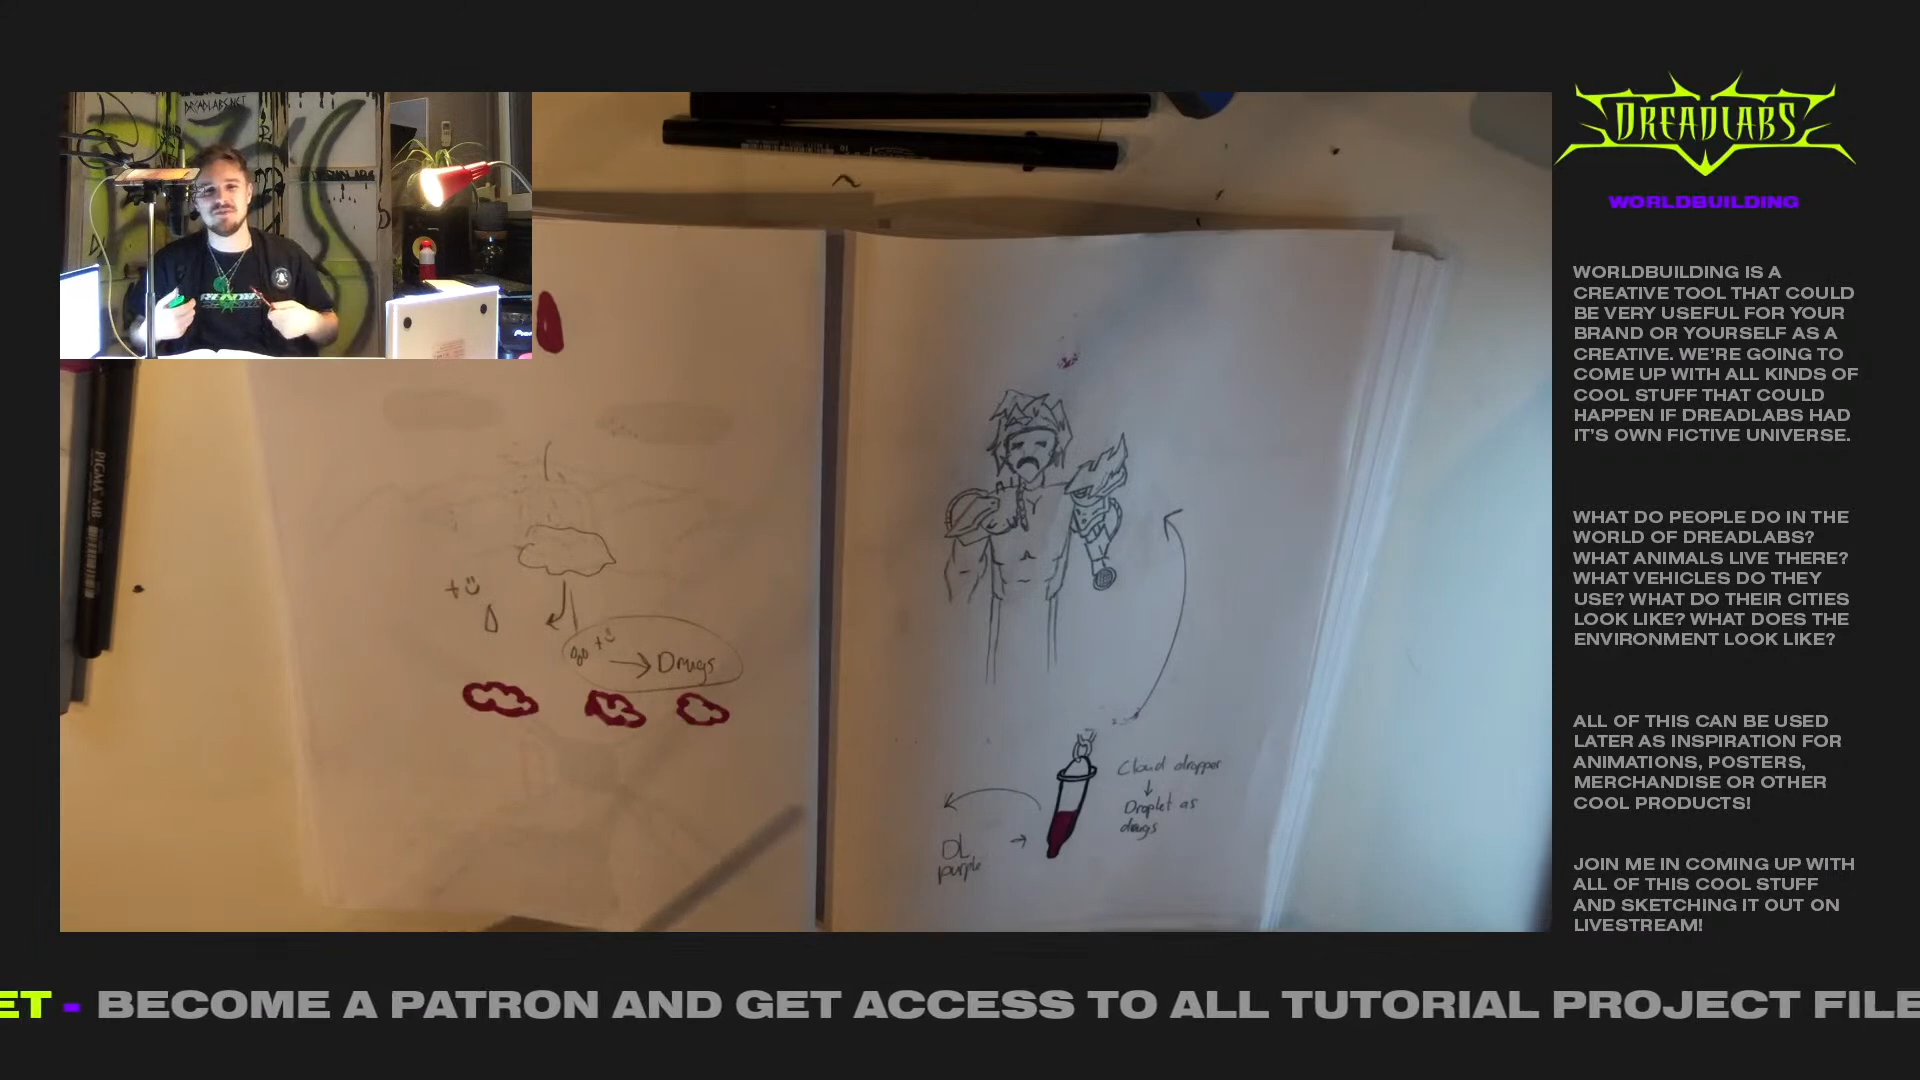 DREADLABS
WORLDBUILDING
WORLDBUILDING IS A
CREATIVE TOOL THAT COULD
BE VERY USEFUL FOR YOUR
BRAND OR YOURSELF AS A
CREATIVE. WE'RE GOING TO
COME UP WITH ALL KINDS OF
COOL STUFF THAT COULD
HAPPEN IF DREADLABS HAD
IT'S OWN FICTIVE UNIVERSE.
WHAT DO PEOPLE DO IN THE
WORLD OF DREADLABS?
WHAT ANIMALS LIVE THERE?
WHAT VEHICLES DO THEY
USE? WHAT DO THEIR CITIES
LOOK LIKE? WHAT DOES THE
ENVIRONMENT LOOK LIKE?
ALL OF THIS CAN BE USED
LATER AS INSPIRATION FOR
ANIMATIONS, POSTERS,
MERCHANDISE OR OTHER
COOL PRODUCTS!
JOIN ME IN COMING UP WITH
ALL OF THIS COOL STUFF
AND SKETCHING IT OUT ON
LIVESTREAM!
DREADLABS.NET
PIGMA MB
Drugs
Cloud dropper
Droplet as
drugs
DL
purple
ET - BECOME A PATRON AND GET ACCESS TO ALL TUTORIAL PROJECT FILE